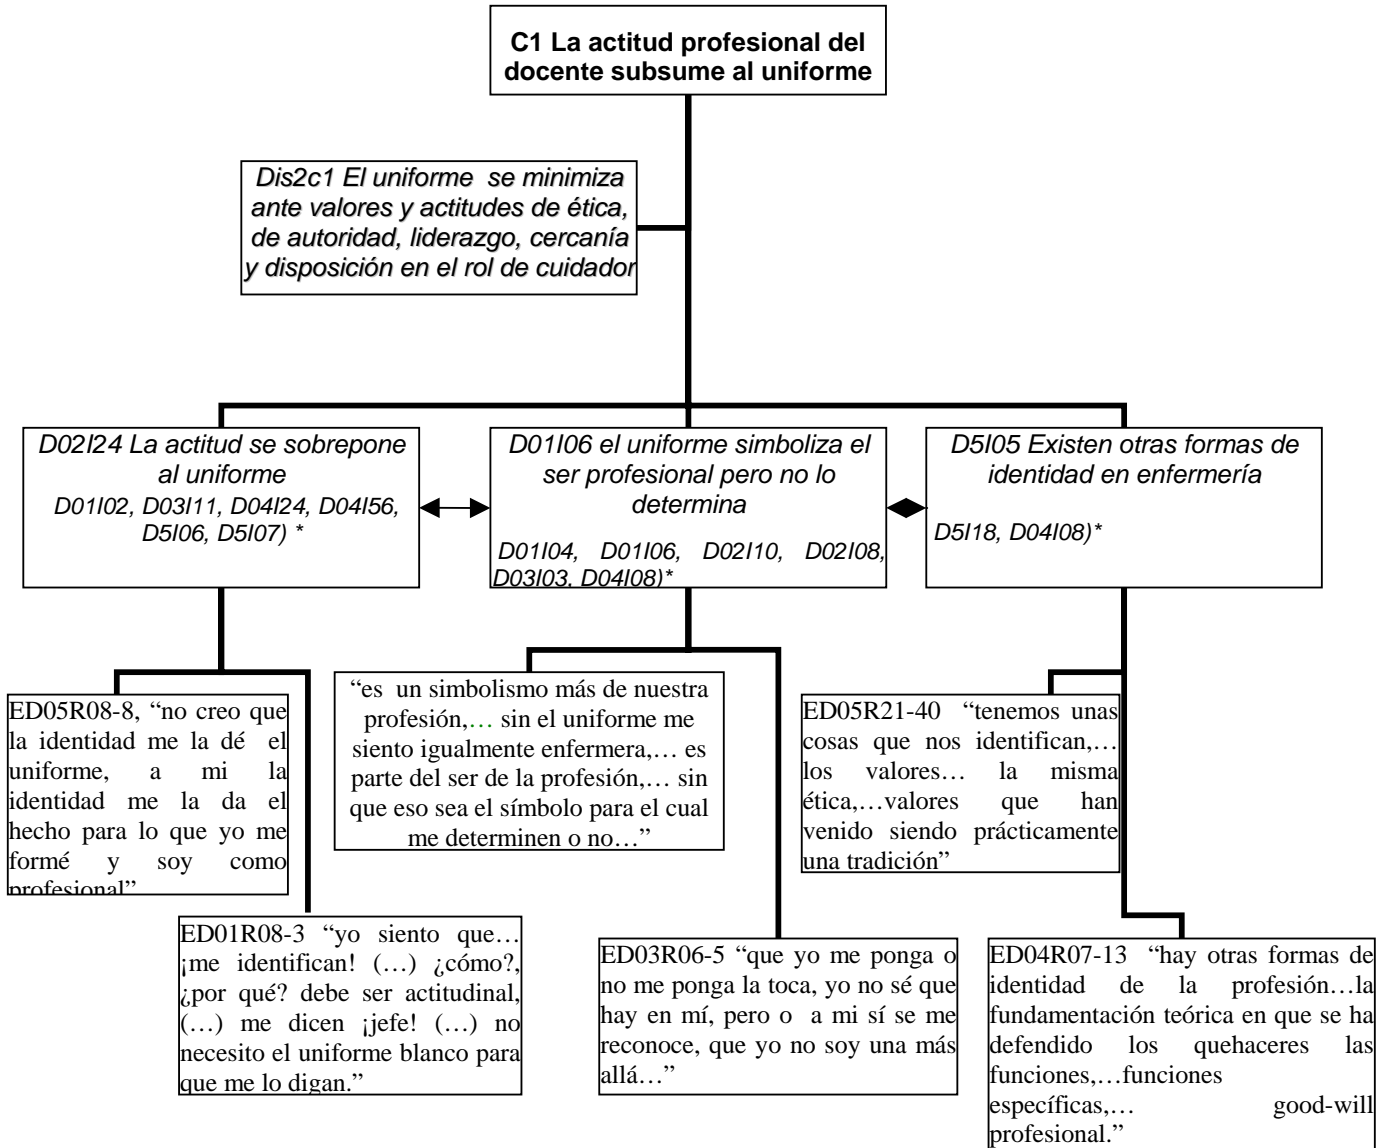 C1 La actitud profesional del
docente subsume al uniforme
Dis2c1 El uniforme se minimiza
ante valores y actitudes de ética,
de autoridad, liderazgo, cercanía
y disposición en el rol de cuidador
D02I24 La actitud se sobrepone
al uniforme
D01I02, D03I11, D04I24, D04I56,
D5I06, D5I07) *
D01I06 el uniforme simboliza el
ser profesional pero no lo
determina
D01I04, D01I06, D02I10, D02I08,
D03I03, D04I08)*
D5I05 Existen otras formas de
identidad en enfermería
D5I18, D04I08)*
ED05R08-8, “no creo que
la identidad me la dé el
uniforme, a mi la
identidad me la da el
hecho para lo que yo me
formé y soy como
profesional”
“es un simbolismo más de nuestra
profesión,… sin el uniforme me
siento igualmente enfermera,… es
parte del ser de la profesión,… sin
que eso sea el símbolo para el cual
me determinen o no…”
ED05R21-40 “tenemos unas
cosas que nos identifican,…
los valores… la misma
ética,…valores que han
venido siendo prácticamente
una tradición”
ED01R08-3 “yo siento que…
¡me identifican! (…) ¿cómo?,
¿por qué? debe ser actitudinal,
(…) me dicen ¡jefe! (…) no
necesito el uniforme blanco para
que me lo digan.”
ED03R06-5 “que yo me ponga o
no me ponga la toca, yo no sé que
hay en mí, pero o a mi sí se me
reconoce, que yo no soy una más
allá…”
ED04R07-13 “hay otras formas de
identidad de la profesión…la
fundamentación teórica en que se ha
defendido los quehaceres las
funciones,…funciones
específicas,… good-will
profesional.”